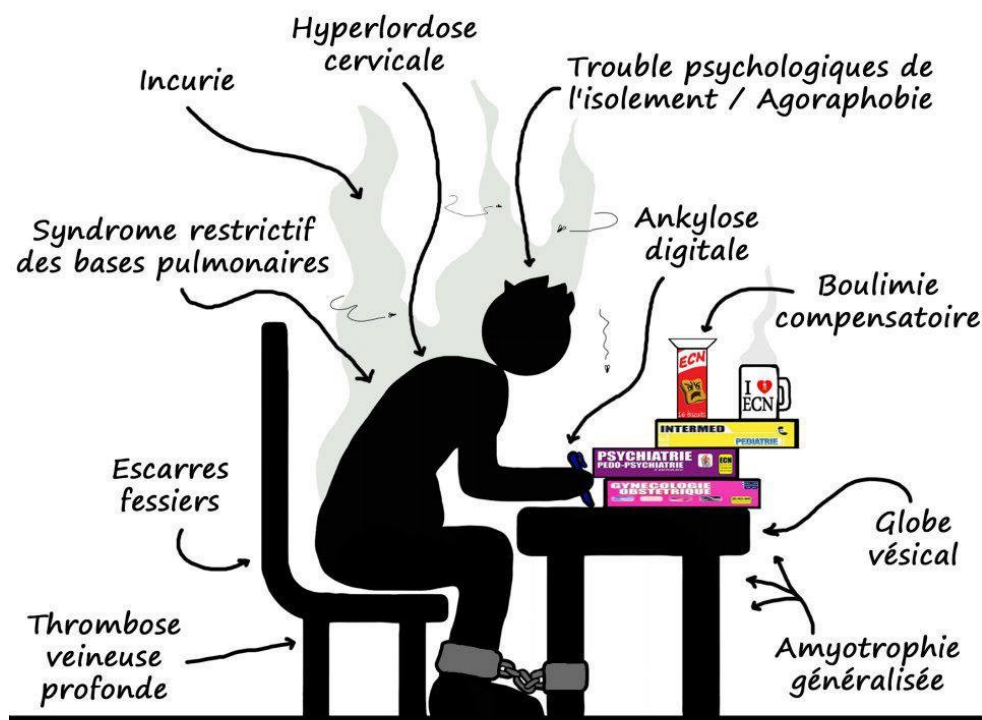 Hyperlordose
cervicale
Incurie
Trouble psychologiques de
l'isolement / Agoraphobie
Syndrome restrictif
des bases pulmonaires
Ankylose
digitale
Boulimie
compensatoire
ECN
I
ECN
INTERMED
PEDIATRIE
PSYCHIATRIE
PEDO-PSYCHIATRIE
ECN
GYNECOLOGIE
OBSTETRIQUE
Escarres
fessiers
Globe
vésical
Thrombose
veineuse
profonde
Amyotrophie
généralisée